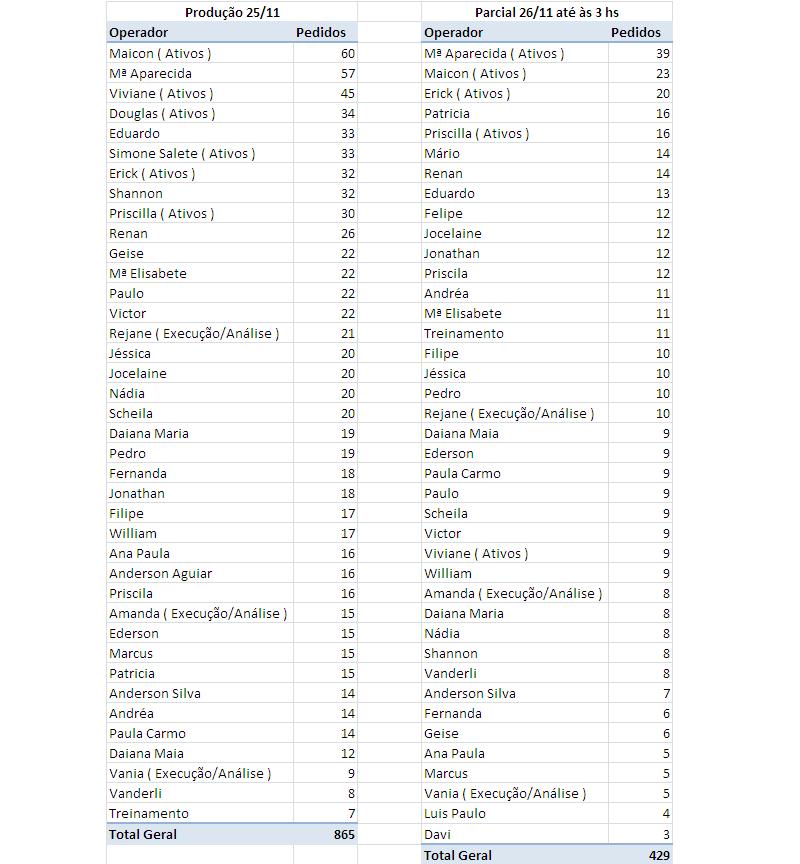 Produção 25/11 Parcial 26/11 até às 3 hs
Operador Pedidos Operador Pedidos
Maicon ( Ativos ) 60 Mª Aparecida ( Ativos ) 39
Mª Aparecida 57 Maicon ( Ativos ) 23
Viviane ( Ativos ) 45 Erick ( Ativos ) 20
Douglas ( Ativos ) 34 Patricia 16
Eduardo 33 Priscilla ( Ativos ) 16
Simone Salete ( Ativos ) 33 Mário 14
Erick ( Ativos ) 32 Renan 14
Shannon 32 Eduardo 13
Priscilla ( Ativos ) 30 Felipe 12
Renan 26 Jocelaine 12
Geise 22 Jonathan 12
Mª Elisabete 22 Priscila 12
Paulo 22 Andréa 11
Victor 22 Mª Elisabete 11
Rejane ( Execução/Análise ) 21 Treinamento 11
Jéssica 20 Filipe 10
Jocelaine 20 Jéssica 10
Nádia 20 Pedro 10
Scheila 20 Rejane ( Execução/Análise ) 10
Daiana Maria 19 Daiana Maia 9
Pedro 19 Ederson 9
Fernanda 18 Paula Carmo 9
Jonathan 18 Paulo 9
Filipe 17 Scheila 9
William 17 Victor 9
Ana Paula 16 Viviane ( Ativos ) 9
Anderson Aguiar 16 William 9
Priscila 16 Amanda ( Execução/Análise ) 8
Amanda ( Execução/Análise ) 15 Daiana Maria 8
Ederson 15 Nádia 8
Marcus 15 Shannon 8
Patricia 15 Vanderli 8
Anderson Silva 14 Anderson Silva 7
Andréa 14 Fernanda 6
Paula Carmo 14 Geise 6
Daiana Maia 12 Ana Paula 5
Vania ( Execução/Análise ) 9 Marcus 5
Vanderli 8 Vania ( Execução/Análise ) 5
Treinamento 7 Luis Paulo 4
Total Geral 865 Davi 3
Total Geral 429